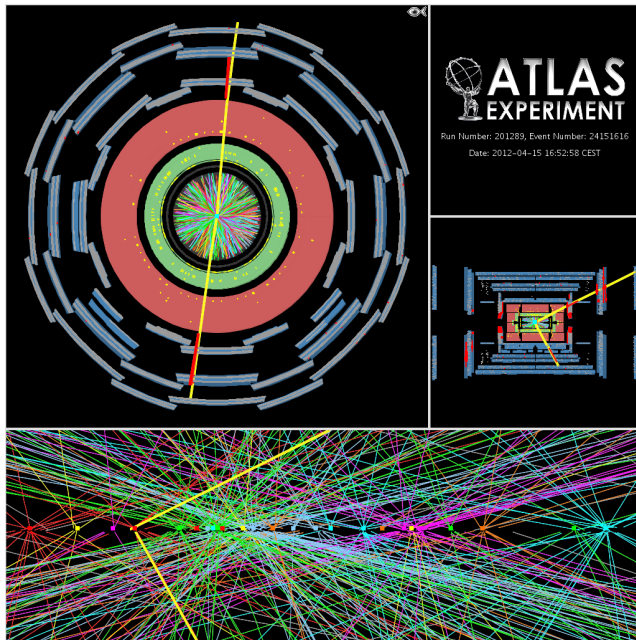 ATLAS
EXPERIMENT
Run Number: 201289, Event Number: 24151616
Date: 2012-04-15 16:52:58 CEST